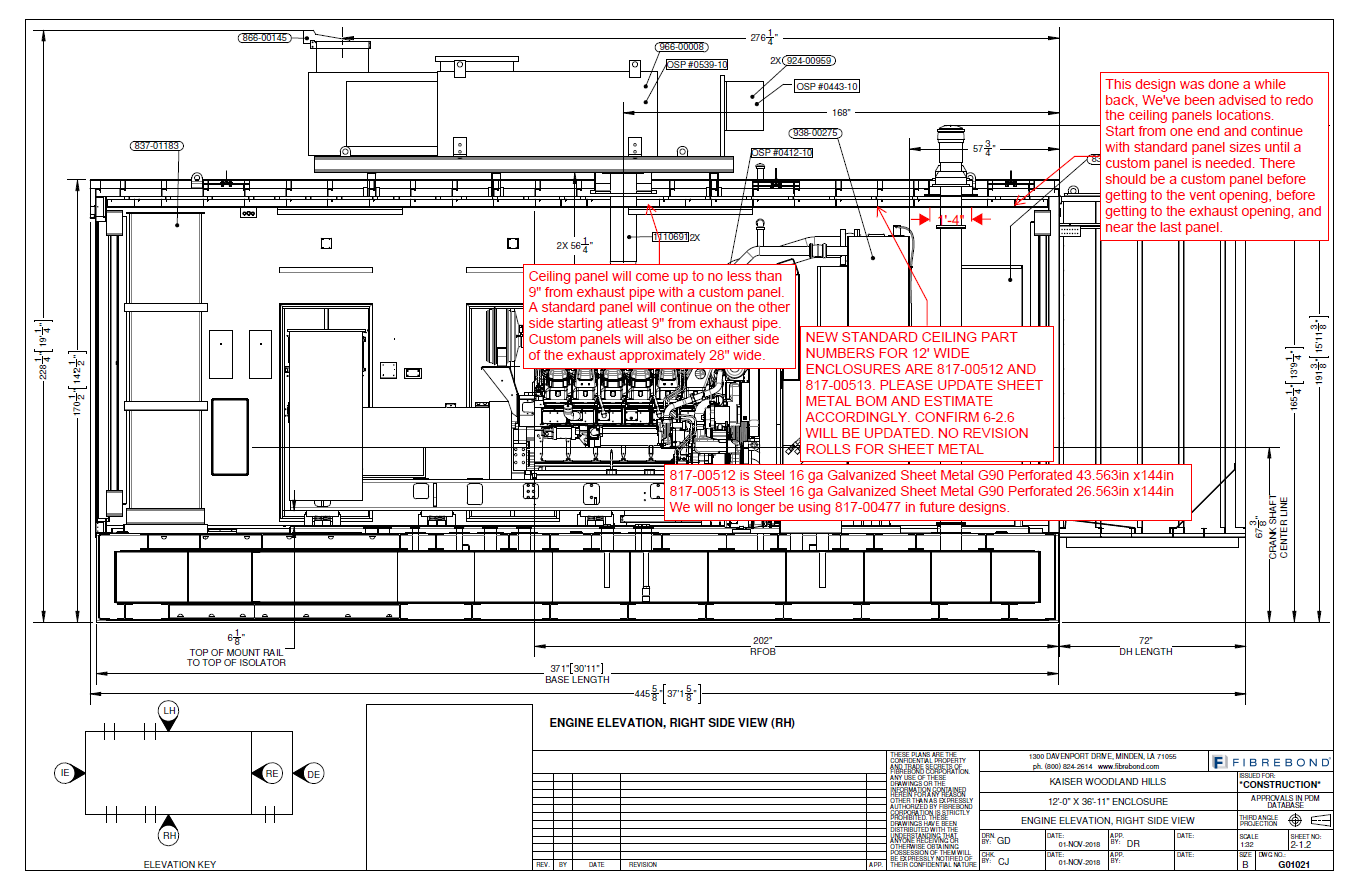 866-00145
276 1/4"
966-00008
OSP #0539-10
2X 924-00959
OSP #0443-10
168"
938-00275
57 3/4"
837-01183
OSP #0412-10
This design was done a while
back, We've been advised to redo
the ceiling panels locations.
Start from one end and continue
with standard panel sizes until a
custom panel is needed. There
should be a custom panel before
getting to the vent opening, before
getting to the exhaust opening, and
near the last panel.
1'-4"
1110691 2X
2X 56 1/4"
Ceiling panel will come up to no less than
9" from exhaust pipe with a custom panel.
A standard panel will continue on the other
side starting atleast 9" from exhaust pipe.
Custom panels will also be on either side
of the exhaust approximately 28" wide.
NEW STANDARD CEILING PART
NUMBERS FOR 12' WIDE
ENCLOSURES ARE 817-00512 AND
817-00513. PLEASE UPDATE SHEET
METAL BOM AND ESTIMATE
ACCORDINGLY. CONFIRM 6-2.6
WILL BE UPDATED. NO REVISION
ROLLS FOR SHEET METAL
817-00512 is Steel 16 ga Galvanized Sheet Metal G90 Perforated 43.563in x144in
817-00513 is Steel 16 ga Galvanized Sheet Metal G90 Perforated 26.563in x144in
We will no longer be using 817-00477 in future designs.
228 1/4" [19' 1/4"]
170 1/2" [142 1/2"]
165 1/4" [13'9 1/4"]
191 3/8" [15'11 3/8"]
67 3/8"
CRANK SHAFT
CENTER LINE
6 1/8"
TOP OF MOUNT RAIL
TO TOP OF ISOLATOR
202"
RFOB
72"
DH LENGTH
371" [30'11"]
BASE LENGTH
445 5/8" [37'1 5/8"]
LH
IE
RE
DE
RH
ELEVATION KEY
ENGINE ELEVATION, RIGHT SIDE VIEW (RH)
REV. BY DATE REVISION APP.
THESE PLANS ARE THE
CONFIDENTIAL PROPERTY
AND TRADE SECRETS OF
FIBREBOND CORPORATION.
ANY USE OF THESE
DRAWINGS OR THE
INFORMATION CONTAINED
HEREIN FOR ANY REASON
OTHER THAN AS EXPRESSLY
AUTHORIZED BY FIBREBOND
CORPORATION IS STRICTLY
PROHIBITED. THESE
DRAWINGS HAVE BEEN
DISTRIBUTED WITH THE
UNDERSTANDING THAT
ANYONE RECEIVING OR
OTHERWISE OBTAINING
POSSESSION OF THEM WILL
BE EXPRESSLY NOTIFIED OF
THEIR CONFIDENTIAL NATURE
1300 DAVENPORT DRIVE, MINDEN, LA 71055
ph. (800) 824-2614 www.fibrebond.com
FIBREBOND
KAISER WOODLAND HILLS
ISSUED FOR:
*CONSTRUCTION*
12'-0" X 36'-11" ENCLOSURE
APPROVALS IN PDM
DATABASE
ENGINE ELEVATION, RIGHT SIDE VIEW
THIRD ANGLE
PROJECTION
DRN. BY: GD
DATE: 01-NOV-2018
APP. BY: DR
DATE:
SCALE 1:32
SHEET NO: 2-1.2
CHK. BY: CJ
DATE: 01-NOV-2018
APP. BY:
DATE:
SIZE B
DWG NO.: G01021